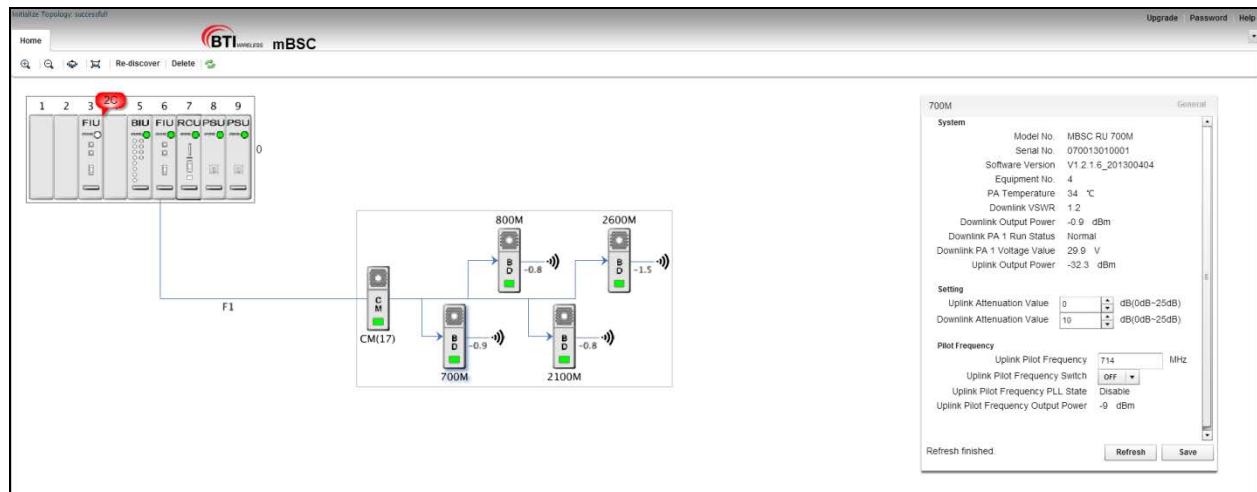 Initialize Topology: successful!
Upgrade Password Help
Home
BTI WIRELESS mBSC
Re-discover Delete
1 2 3 2C 5 6 7 8 9
FIU BIU FIU RCU PSU PSU
0
F1
800M 2600M
BD -0.8 BD -1.5
CM
CM(17)
BD -0.9 BD -0.8
700M 2100M
700M General
System
Model No. MBSC RU 700M
Serial No. 070013010001
Software Version V1.2.1.6_201300404
Equipment No. 4
PA Temperature 34 ℃
Downlink VSWR 1.2
Downlink Output Power -0.9 dBm
Downlink PA 1 Run Status Normal
Downlink PA 1 Voltage Value 29.9 V
Uplink Output Power -32.3 dBm
Setting
Uplink Attenuation Value 0 dB(0dB~25dB)
Downlink Attenuation Value 10 dB(0dB~25dB)
Pilot Frequency
Uplink Pilot Frequency 714 MHz
Uplink Pilot Frequency Switch OFF
Uplink Pilot Frequency PLL State Disable
Uplink Pilot Frequency Output Power -9 dBm
Refresh finished. Refresh Save